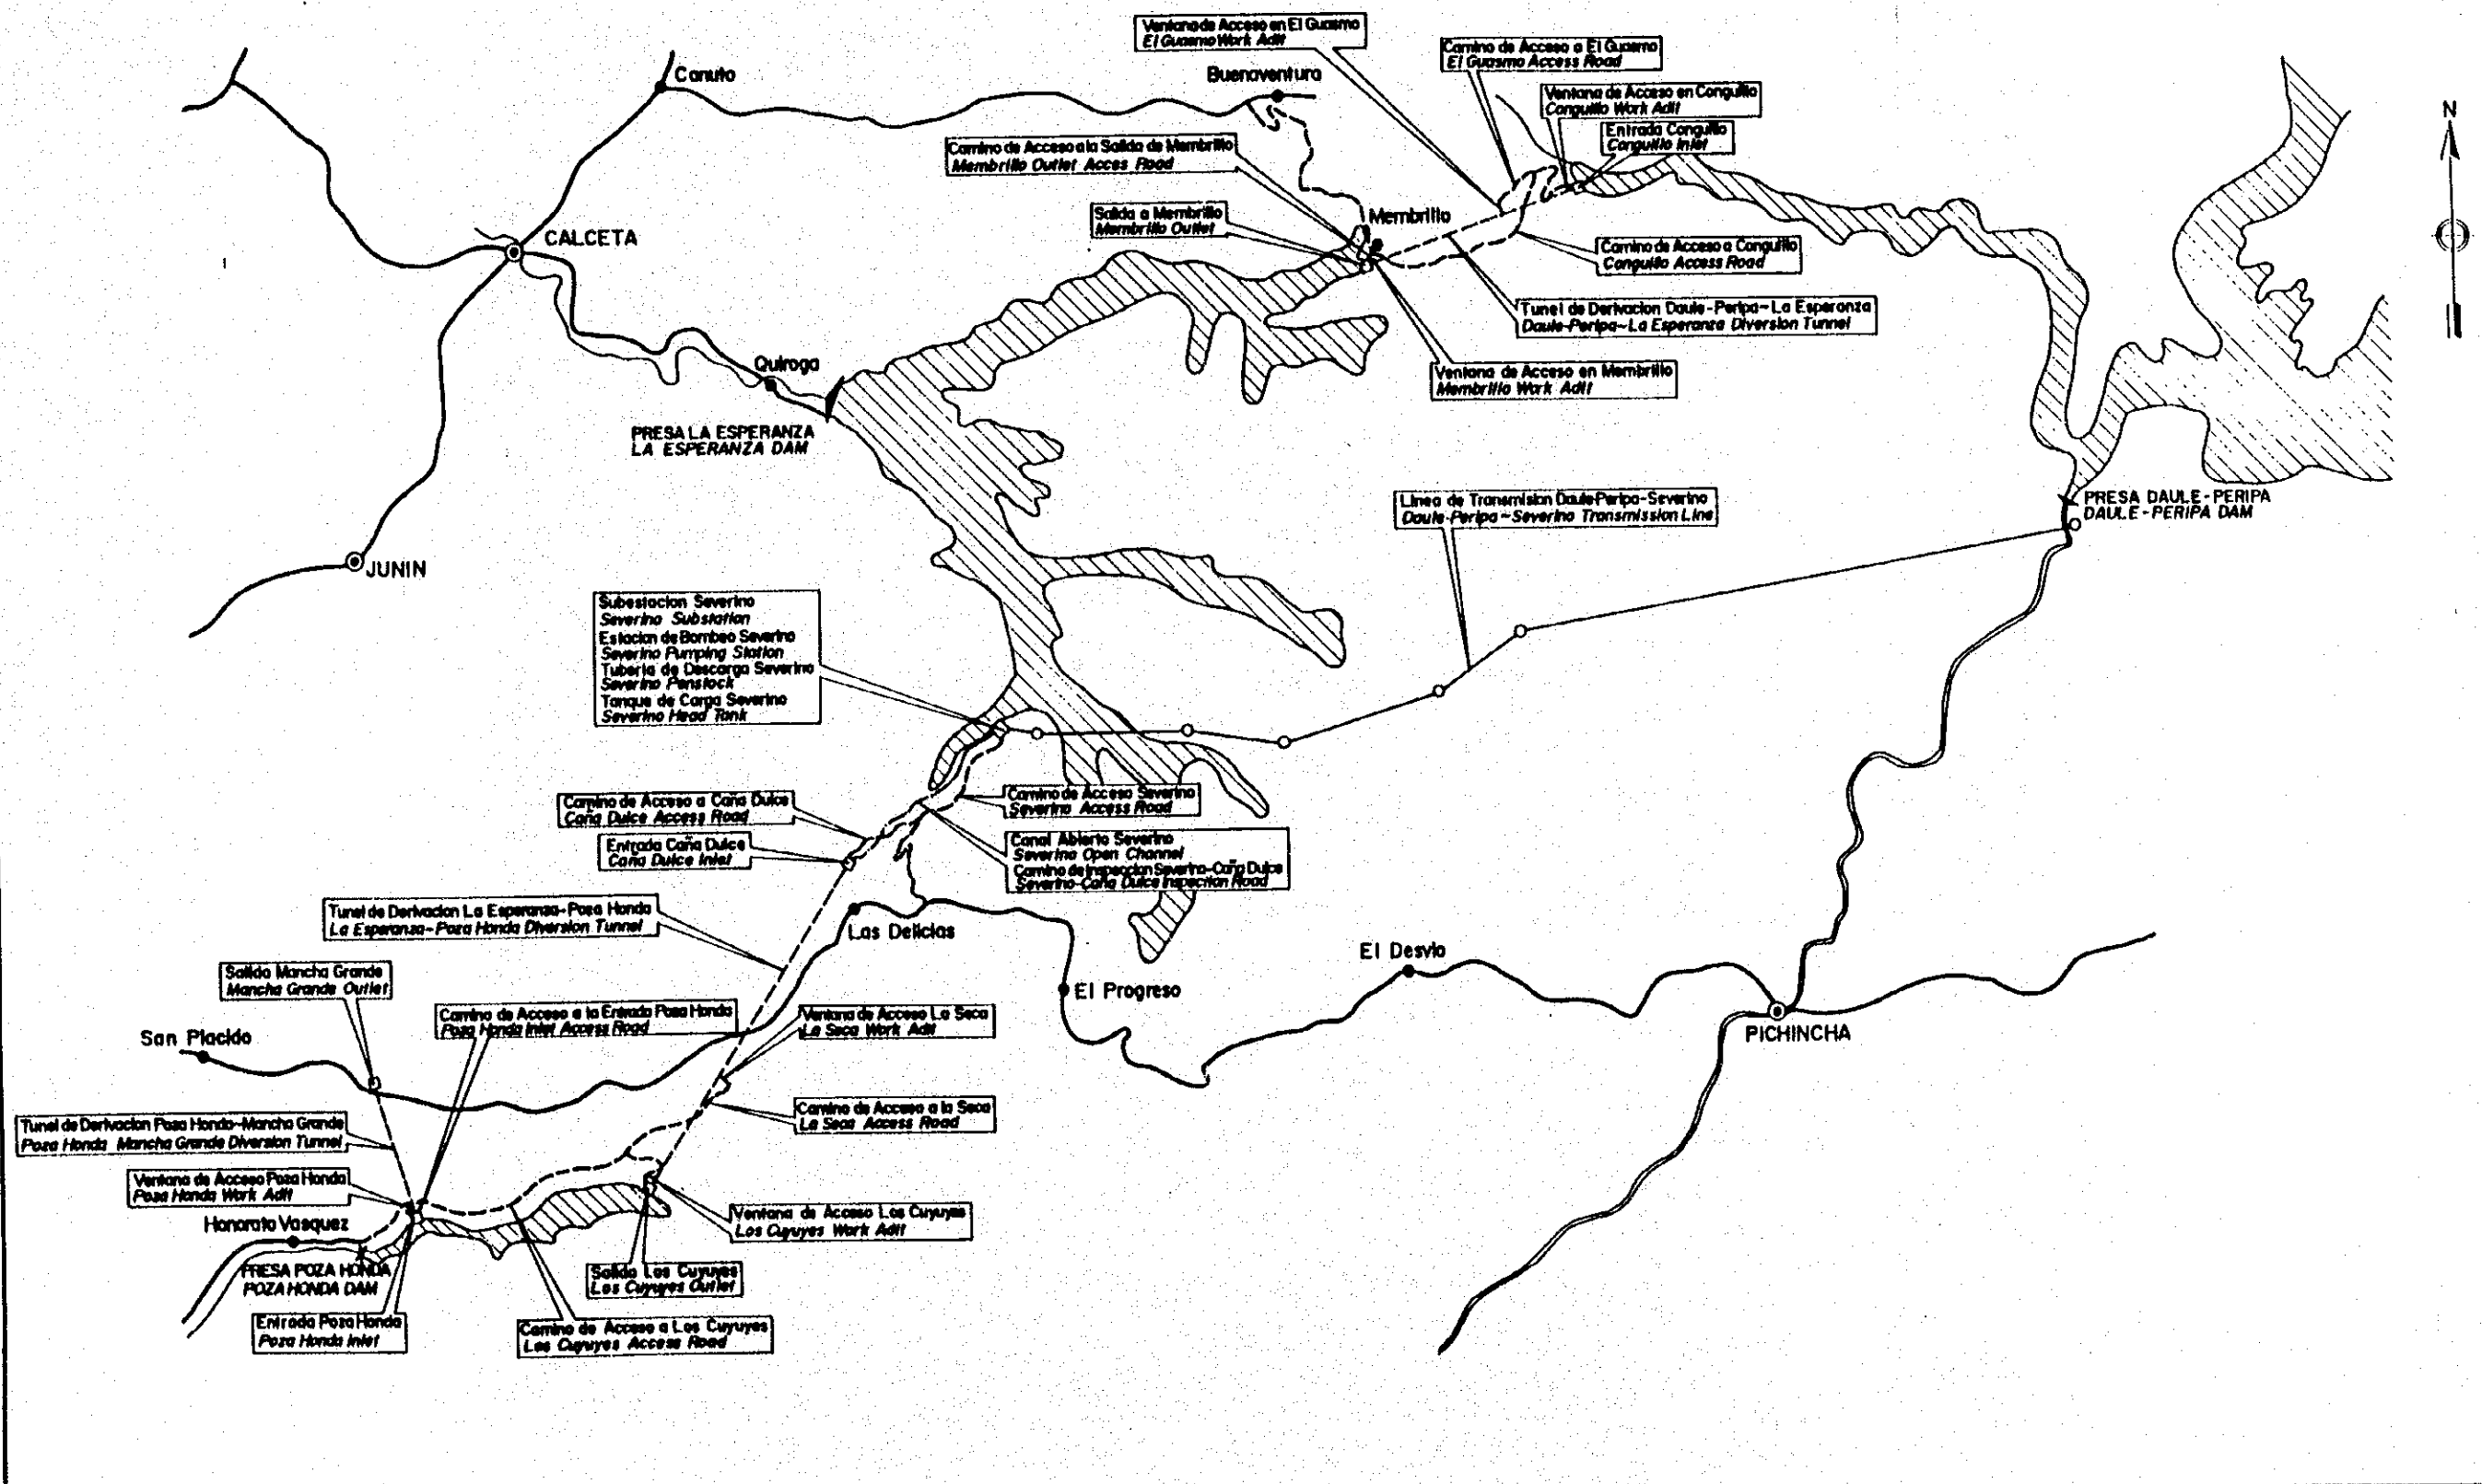 Ventana de Acceso en El Guasmo
El Guasmo Work Adit
Camino de Acceso a El Guasmo
El Guasmo Access Road
Canuto
Buenaventura
Ventana de Acceso en Conguillo
Conguillo Work Adit
N
Entrada Conguillo
Conguillo Inlet
Camino de Acceso a la Salida de Membrillo
Membrillo Outlet Acces Road
Salida a Membrillo
Membrillo Outlet
Membrillo
CALCETA
Camino de Acceso a Conguillo
Conguillo Access Road
Tunel de Derivacion Daule-Peripa~La Esperanza
Daule-Peripa~La Esperanza Diversion Tunnel
Quiroga
Ventana de Acceso en Membrillo
Membrillo Work Adit
PRESA LA ESPERANZA
LA ESPERANZA DAM
Linea de Transmision Daule-Peripa-Severino
Daule-Peripa~Severino Transmission Line
PRESA DAULE-PERIPA
DAULE-PERIPA DAM
JUNIN
Subestacion Severino
Severino Substation
Estacion de Bombeo Severino
Severino Pumping Station
Tuberia de Descarga Severino
Severino Penstock
Tanque de Carga Severino
Severino Head Tank
Camino de Acceso a Caña Dulce
Caña Dulce Access Road
Camino de Acceso Severino
Severino Access Road
Entrada Caña Dulce
Caña Dulce Inlet
Canal Abierto Severino
Severino Open Channel
Camino de Inspeccion Severino-Caña Dulce
Severino-Caña Dulce Inspection Road
Tunel de Derivacion La Esperanza-Poza Honda
La Esperanza-Poza Honda Diversion Tunnel
Las Delicias
El Desvio
Salida Mancha Grande
Mancha Grande Outlet
El Progreso
Camino de Acceso a la Entrada Poza Honda
Poza Honda Inlet Access Road
Ventana de Acceso La Seca
La Seca Work Adit
San Placido
PICHINCHA
Camino de Acceso a la Seca
La Seca Access Road
Tunel de Derivacion Poza Honda-Mancha Grande
Poza Honda Mancha Grande Diversion Tunnel
Ventana de Acceso Poza Honda
Poza Honda Work Adit
Honorato Vasquez
Ventana de Acceso Los Cuyuyes
Los Cuyuyes Work Adit
PRESA POZA HONDA
POZA HONDA DAM
Salida Los Cuyuyes
Los Cuyuyes Outlet
Entrada Poza Honda
Poza Honda Inlet
Camino de Acceso a Los Cuyuyes
Los Cuyuyes Access Road